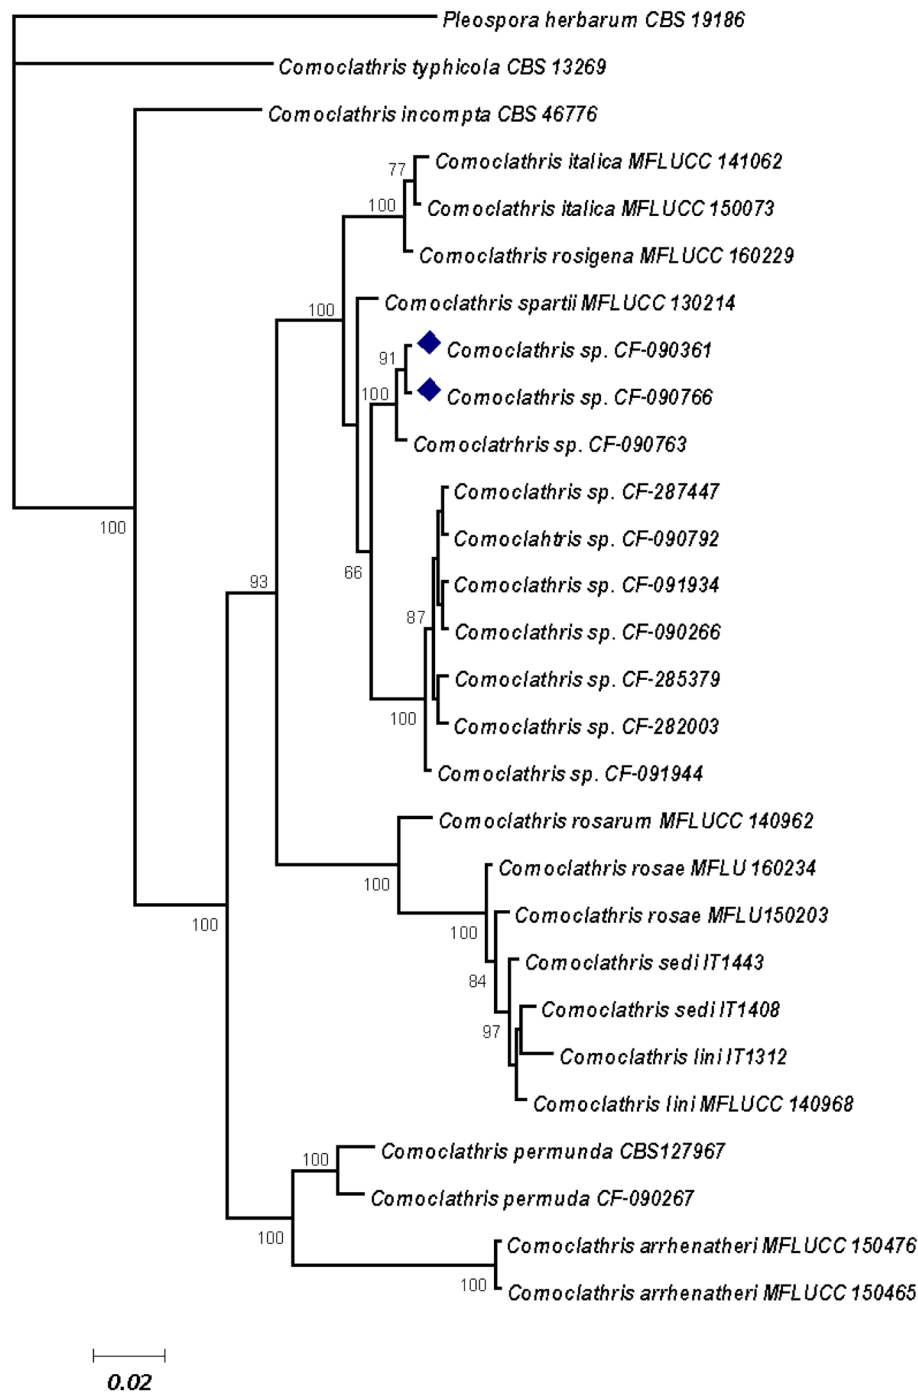 Pleospora herbarum CBS 19186
Comoclathris typhicola CBS 13269
Comoclathris incompta CBS 46776
Comoclathris italica MFLUCC 141062
77
100
Comoclathris italica MFLUCC 150073
Comoclathris rosigena MFLUCC 160229
100
Comoclathris spartii MFLUCC 130214
Comoclathris sp. CF-090361
91
100
Comoclathris sp. CF-090766
Comoclatrhris sp. CF-090763
Comoclathris sp. CF-287447
100
Comoclahtris sp. CF-090792
66
93
Comoclathris sp. CF-091934
87
Comoclathris sp. CF-090266
Comoclathris sp. CF-285379
100
Comoclathris sp. CF-282003
Comoclathris sp. CF-091944
Comoclathris rosarum MFLUCC 140962
100
Comoclathris rosae MFLU 160234
100
Comoclathris rosae MFLU150203
100
Comoclathris sedi IT1443
84
Comoclathris sedi IT1408
97
Comoclathris lini IT1312
Comoclathris lini MFLUCC 140968
Comoclathris permunda CBS127967
100
Comoclathris permuda CF-090267
100
Comoclathris arrhenatheri MFLUCC 150476
100
Comoclathris arrhenatheri MFLUCC 150465
0.02